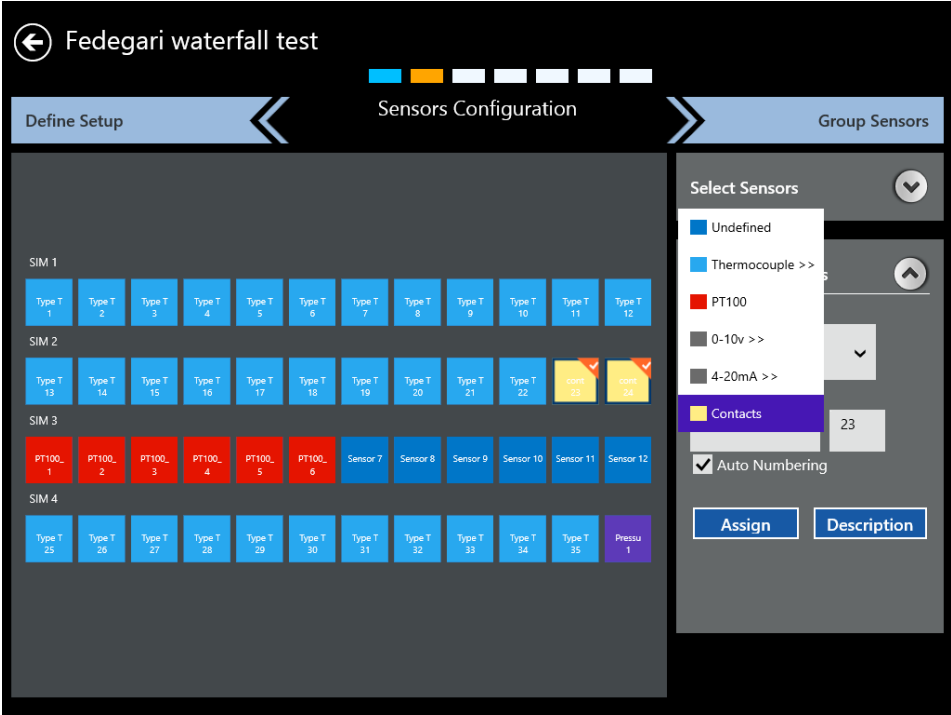 Fedegari waterfall test
Define Setup
Sensors Configuration
Group Sensors
Select Sensors
Undefined
Thermocouple >>
s
PT100
0-10v >>
4-20mA >>
Contacts
23
Auto Numbering
Assign
Description
SIM 1
Type T Type T Type T Type T Type T Type T Type T Type T Type T Type T Type T Type T
1 2 3 4 5 6 7 8 9 10 11 12
SIM 2
Type T Type T Type T Type T Type T Type T Type T Type T Type T Type T cont cont
13 14 15 16 17 18 19 20 21 22 23 24
SIM 3
PT100_ PT100_ PT100_ PT100_ PT100_ PT100_ Sensor 7 Sensor 8 Sensor 9 Sensor 10 Sensor 11 Sensor 12
1 2 3 4 5 6
SIM 4
Type T Type T Type T Type T Type T Type T Type T Type T Type T Type T Type T Pressu
25 26 27 28 29 30 31 32 33 34 35 1